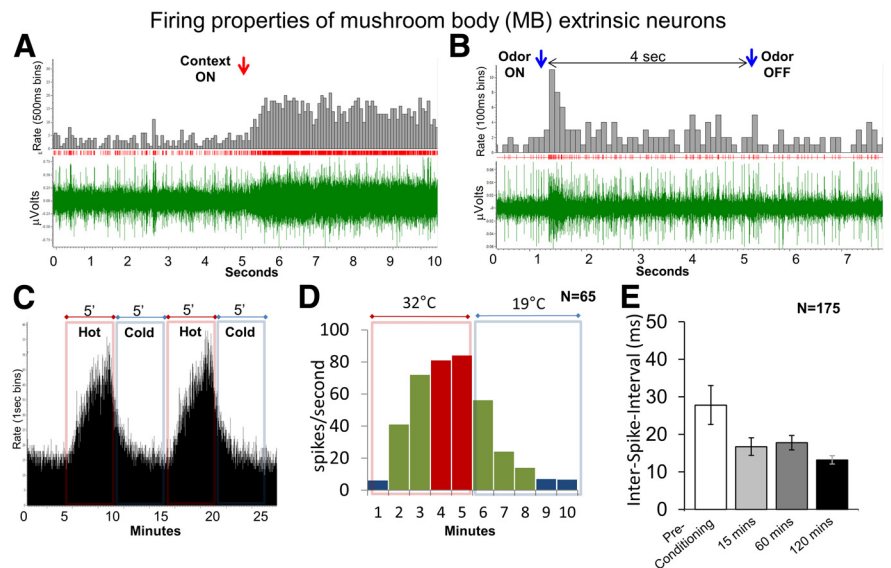 Firing properties of mushroom body (MB) extrinsic neurons
A
Context
ON
Rate (500ms bins)
µVolts
0 1 2 3 4 5 6 7 8 9 10
Seconds
B
Odor
ON
4 sec
Odor
OFF
Rate (100ms bins)
µVolts
0 1 2 3 4 5 6 7
Seconds
C
5’ 5’ 5’ 5’
Hot Cold Hot Cold
Rate (1sec bins)
0 5 10 15 20 25
Minutes
D
N=65
32°C 19°C
spikes/second
100
80
60
40
20
0
1 2 3 4 5 6 7 8 9 10
Minutes
E
N=175
Inter-Spike-Interval (ms)
50
40
30
20
10
0
Pre-
Conditioning
15 mins
60 mins
120 mins